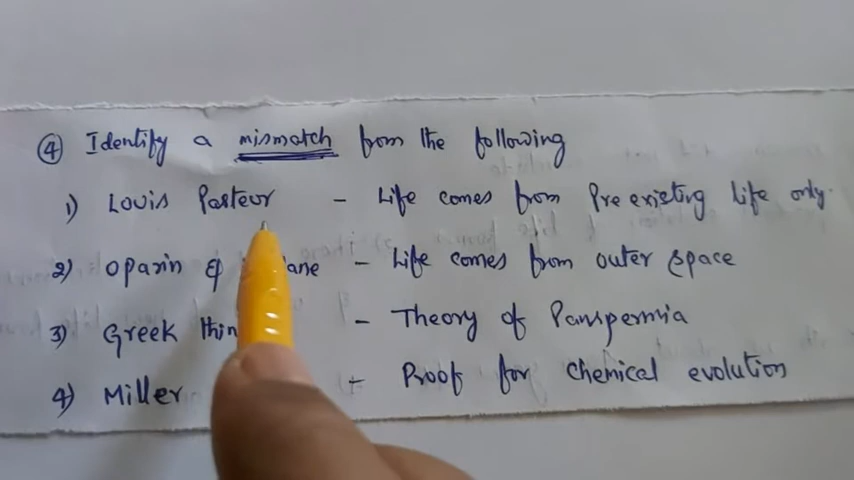 ④ Identify a mismatch from the following
1) Louis Pasteur - Life comes from Pre existing life only.
2) Oparin & - Life comes from outer space
3) Greek - Theory of Panspermia
4) Miller - Proof for chemical evolution